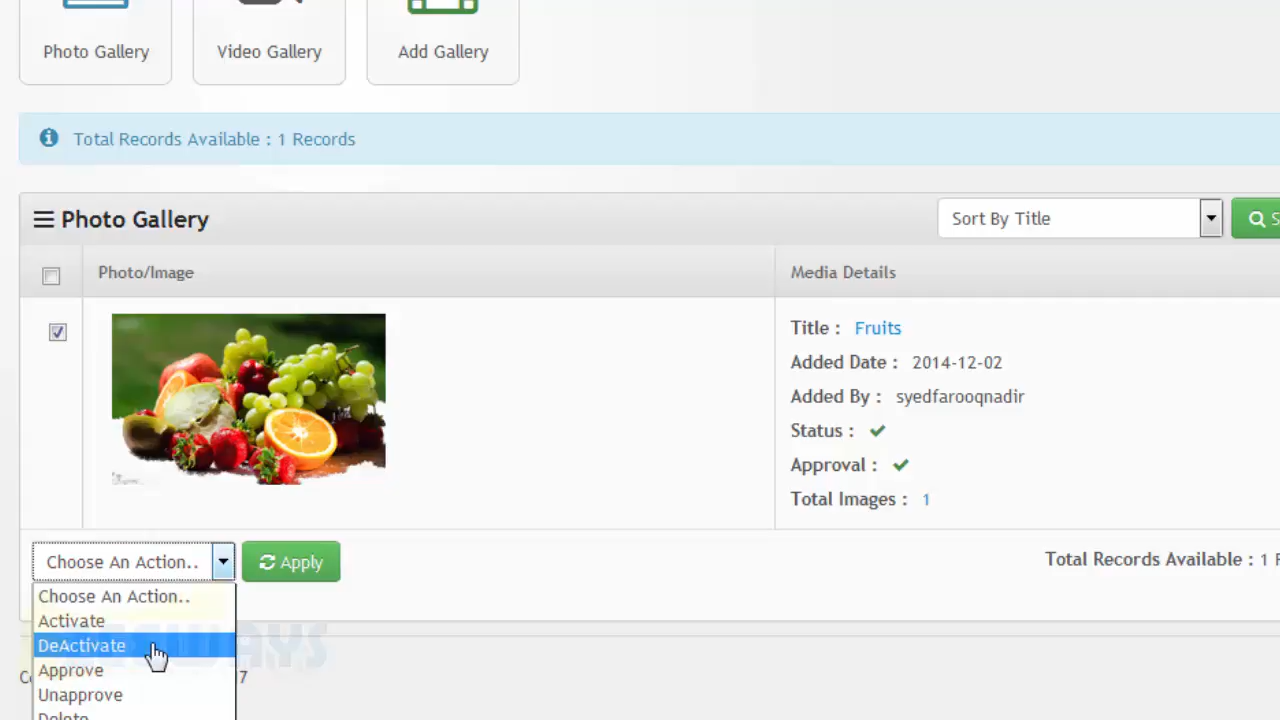 Photo Gallery
Video Gallery
Add Gallery
Total Records Available : 1 Records
Photo Gallery
Sort By Title
S
Photo/Image
Media Details
Title : Fruits
Added Date : 2014-12-02
Added By : syedfarooqnadir
Status :
Approval :
Total Images : 1
Choose An Action..
Apply
Total Records Available : 1
Choose An Action..
Activate
DeActivate
Approve
7
Unapprove
Delete